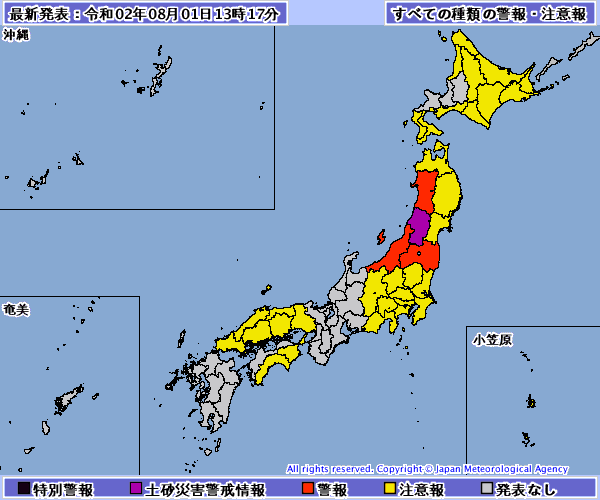 最新発表：令和02年08月01日13時17分
すべての種類の警報・注意報
沖縄
奄美
小笠原
All rights reserved. Copyright © Japan Meteorological Agency
特別警報 土砂災害警戒情報 警報 注意報 発表なし